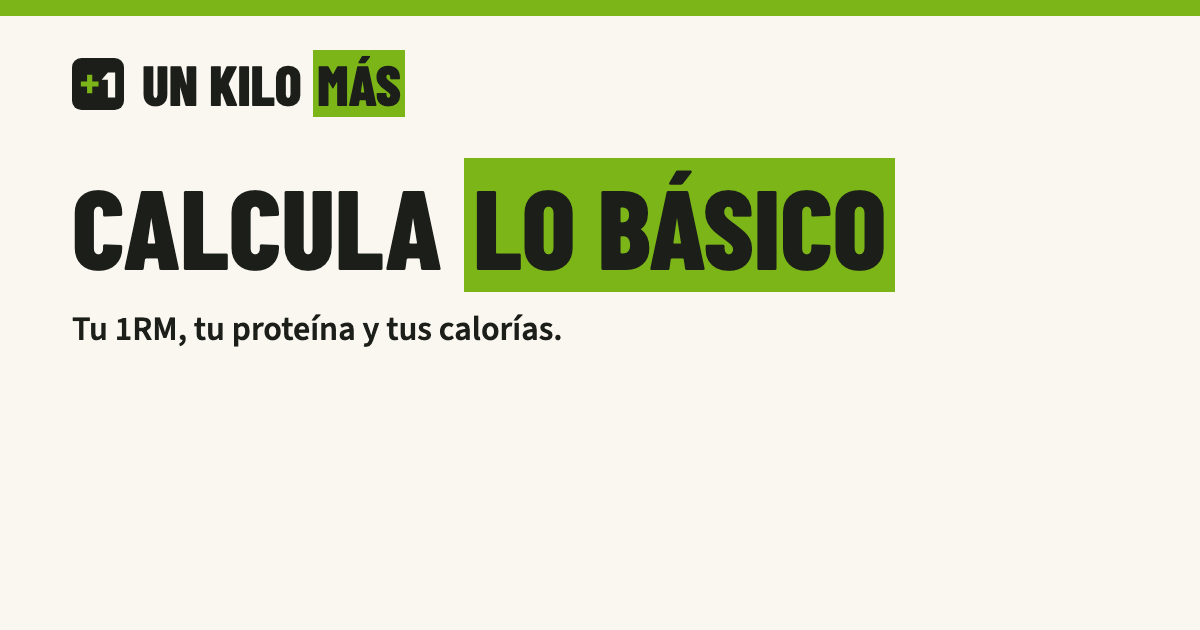 +1 UN KILO MÁS
CALCULA LO BÁSICO
Tu 1RM, tu proteína y tus calorías.